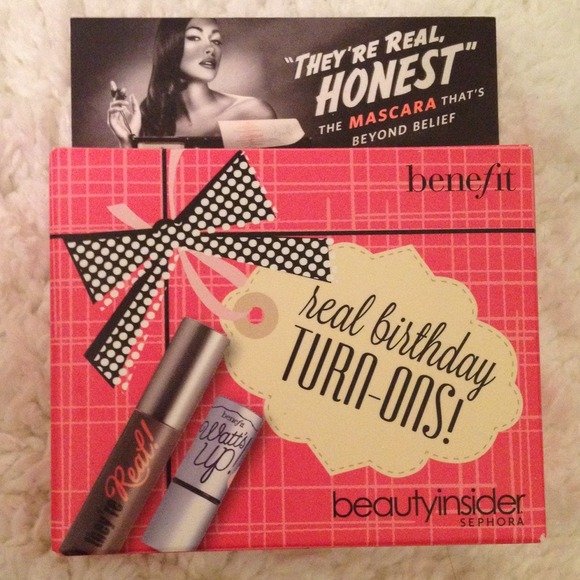 "THEY'RE REAL,
HONEST"
THE MASCARA THAT'S
BEYOND BELIEF
benefit
real birthday
TURN-ONS!
they're Real!
benefit
Watt's
up!
beautyinsider
SEPHORA